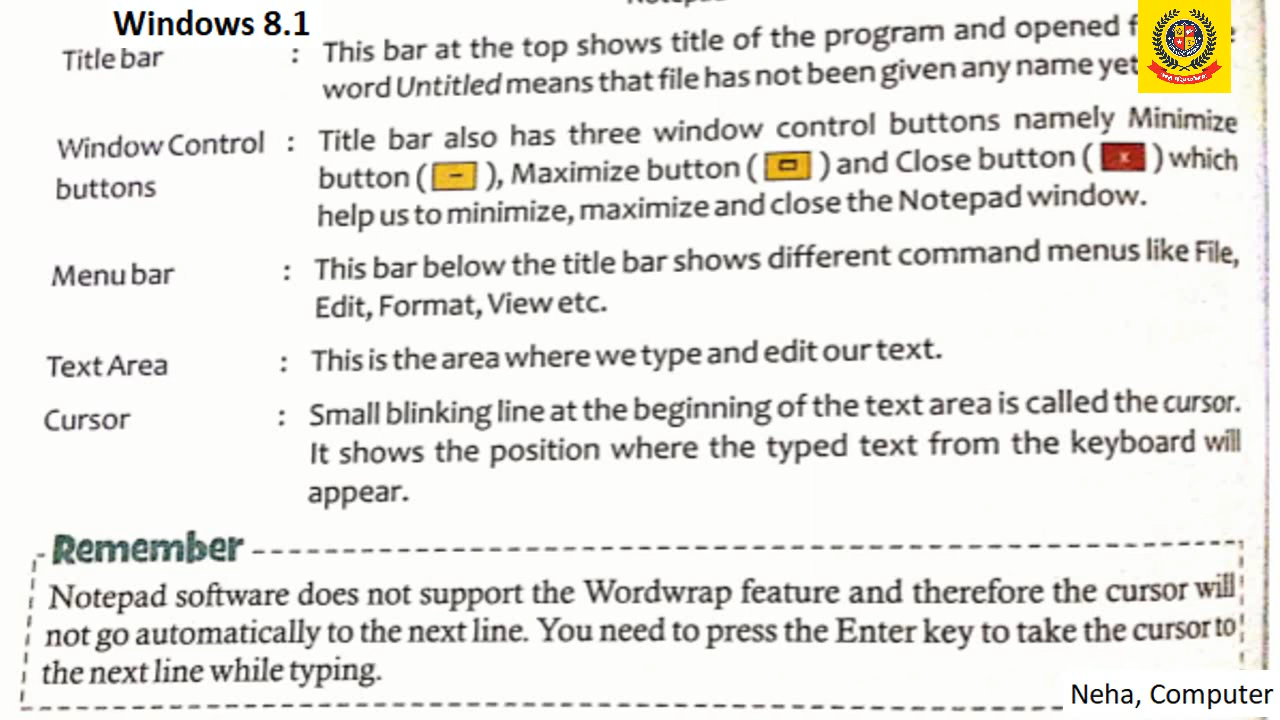 Windows 8.1
Title bar : This bar at the top shows title of the program and opened
word Untitled means that file has not been given any name yet
Window Control : Title bar also has three window control buttons namely Minimize
buttons button ( − ), Maximize button ( ) and Close button ( x ) which
help us to minimize, maximize and close the Notepad window.
Menu bar : This bar below the title bar shows different command menus like File,
Edit, Format, View etc.
Text Area : This is the area where we type and edit our text.
Cursor : Small blinking line at the beginning of the text area is called the cursor.
It shows the position where the typed text from the keyboard will
appear.
Remember
Notepad software does not support the Wordwrap feature and therefore the cursor will
not go automatically to the next line. You need to press the Enter key to take the cursor to
the next line while typing.
Neha, Computer